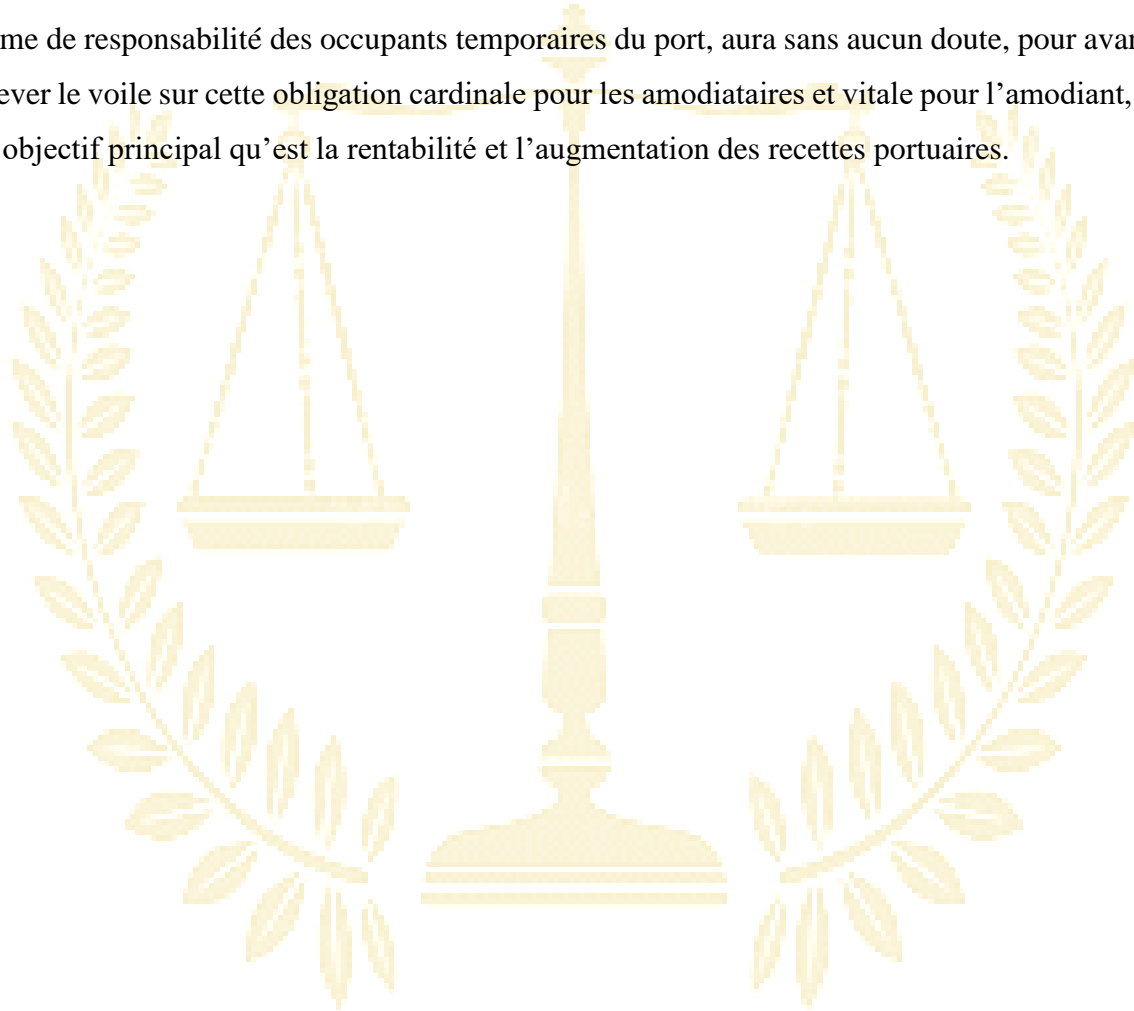 me de responsabilité des occupants temporaires du port, aura sans aucun doute, pour avan
ever le voile sur cette obligation cardinale pour les amodiataires et vitale pour l’amodiant,
objectif principal qu’est la rentabilité et l’augmentation des recettes portuaires.